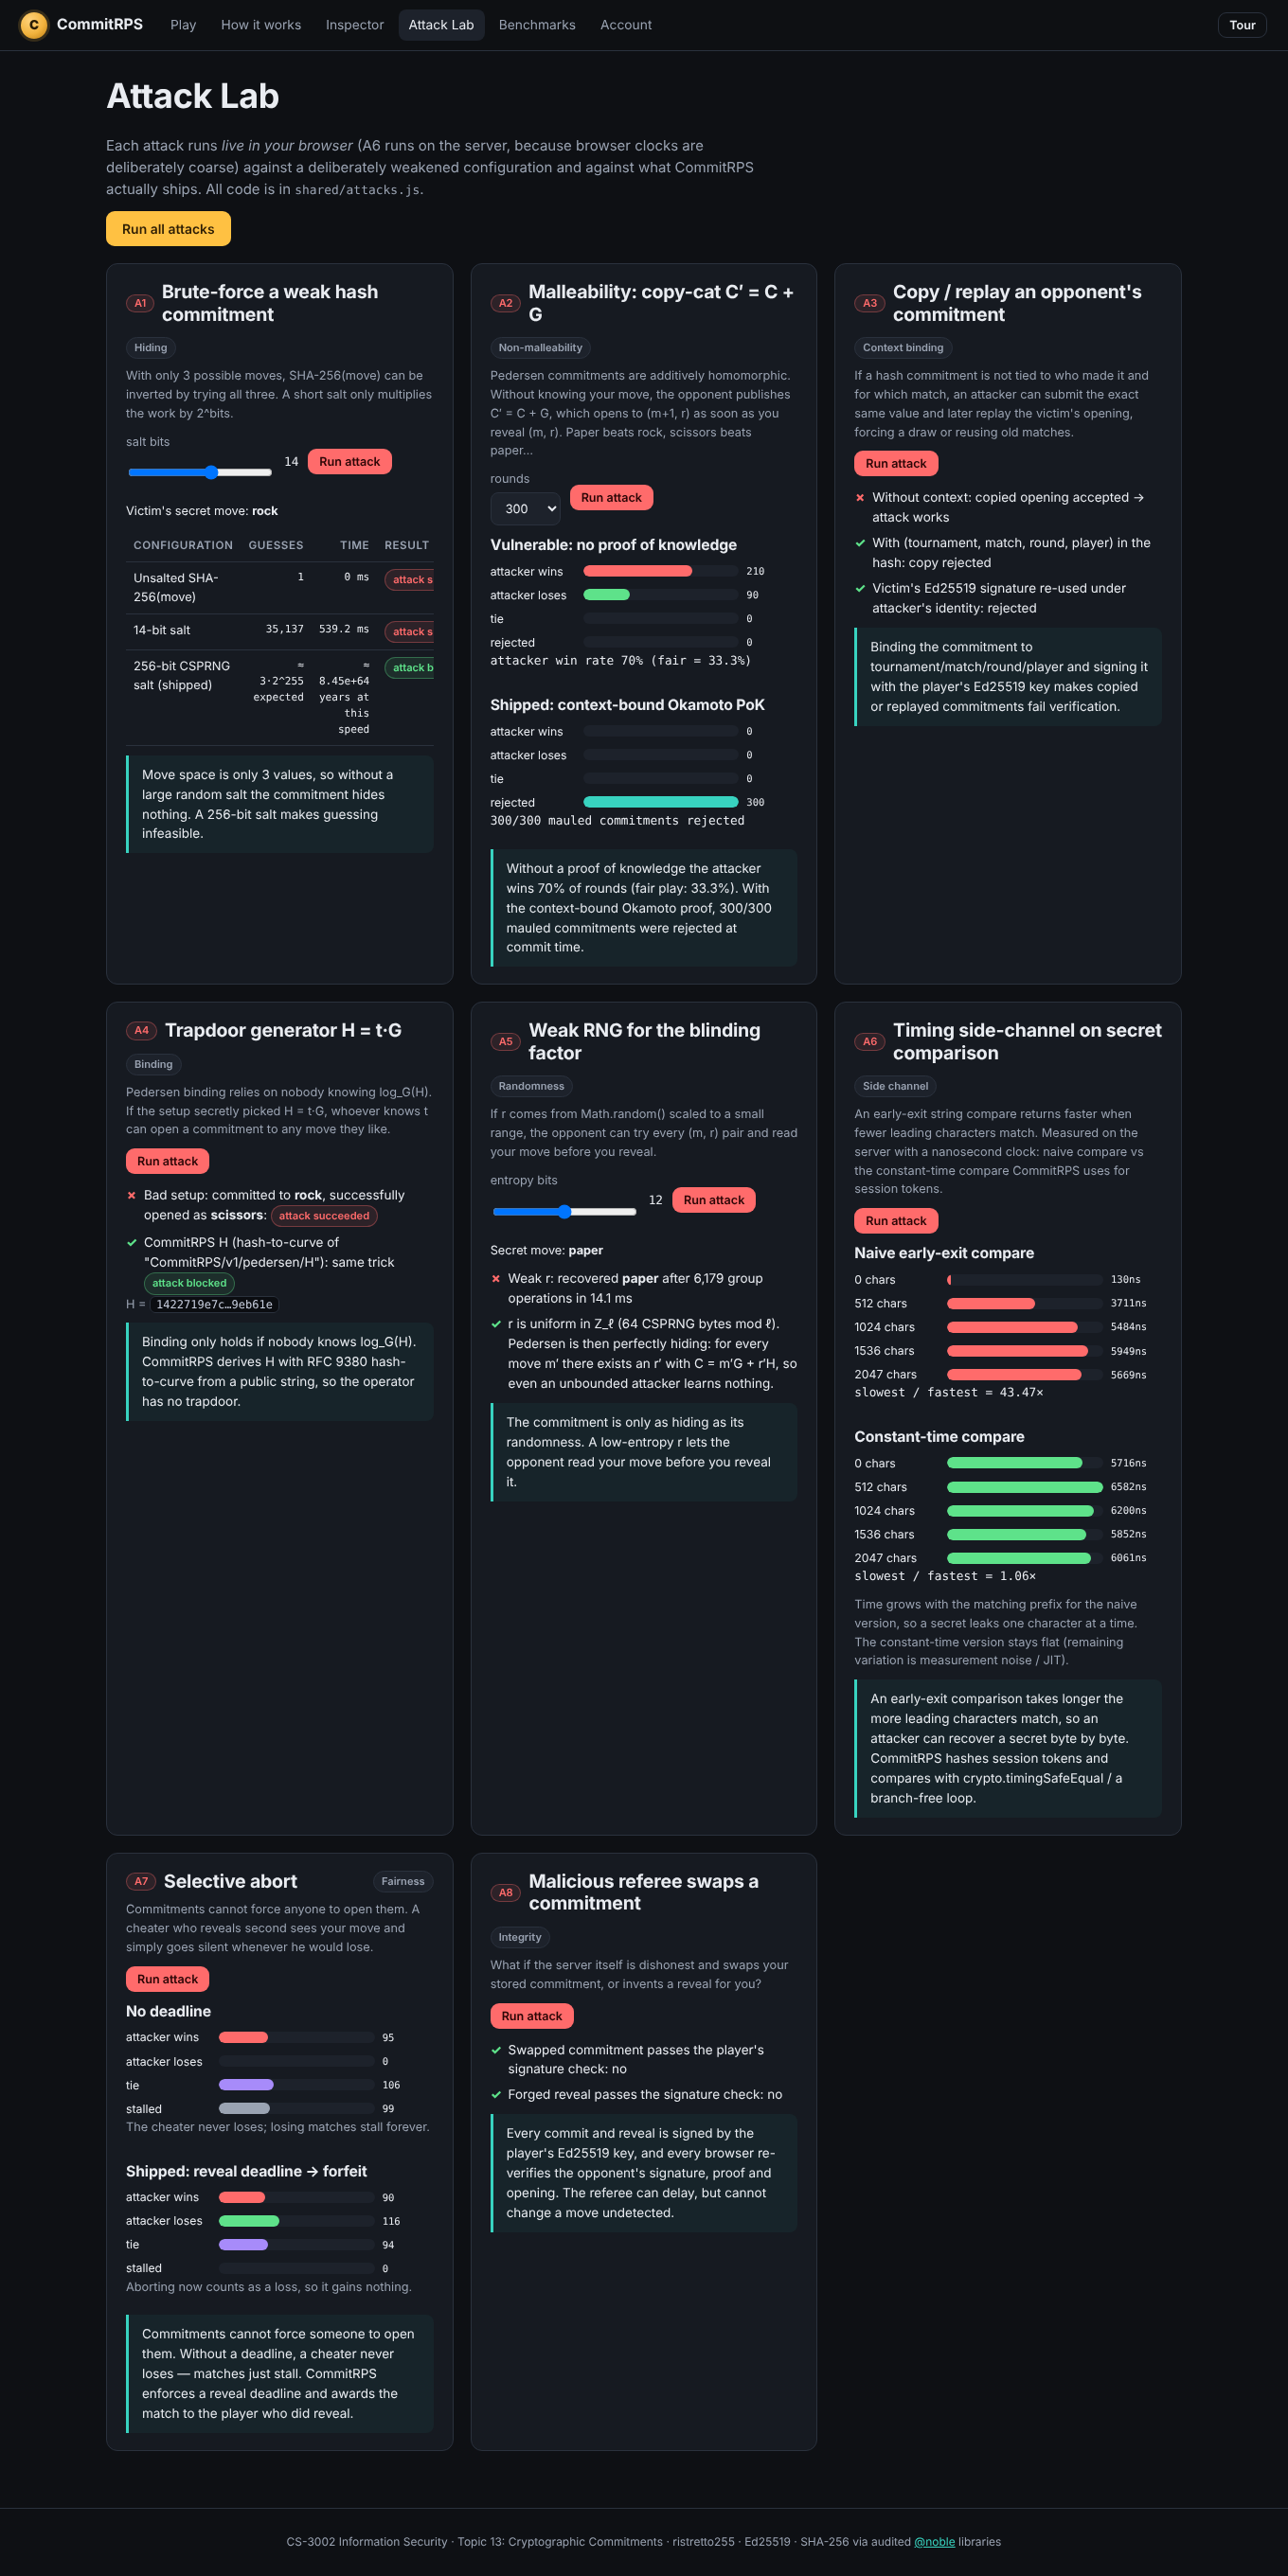 C CommitRPS Play How it works Inspector Attack Lab Benchmarks Account Tour
Attack Lab
Each attack runs live in your browser (A6 runs on the server, because browser clocks are
deliberately coarse) against a deliberately weakened configuration and against what CommitRPS
actually ships. All code is in shared/attacks.js.
Run all attacks
A1 Brute-force a weak hash
commitment
Hiding
With only 3 possible moves, SHA-256(move) can be
inverted by trying all three. A short salt only multiplies
the work by 2^bits.
salt bits
14 Run attack
Victim's secret move: rock
CONFIGURATION GUESSES TIME RESULT
Unsalted SHA- 1 0 ms attack s
256(move)
14-bit salt 35,137 539.2 ms attack s
256-bit CSPRNG ≈ ≈ attack b
salt (shipped) 3·2^255 8.45e+64
expected years at
this
speed
Move space is only 3 values, so without a
large random salt the commitment hides
nothing. A 256-bit salt makes guessing
infeasible.
A2 Malleability: copy-cat C′ = C +
G
Non-malleability
Pedersen commitments are additively homomorphic.
Without knowing your move, the opponent publishes
C′ = C + G, which opens to (m+1, r) as soon as you
reveal (m, r). Paper beats rock, scissors beats
paper…
rounds
300 Run attack
Vulnerable: no proof of knowledge
attacker wins 210
attacker loses 90
tie 0
rejected 0
attacker win rate 70% (fair = 33.3%)
Shipped: context-bound Okamoto PoK
attacker wins 0
attacker loses 0
tie 0
rejected 300
300/300 mauled commitments rejected
Without a proof of knowledge the attacker
wins 70% of rounds (fair play: 33.3%). With
the context-bound Okamoto proof, 300/300
mauled commitments were rejected at
commit time.
A3 Copy / replay an opponent's
commitment
Context binding
If a hash commitment is not tied to who made it and
for which match, an attacker can submit the exact
same value and later replay the victim's opening,
forcing a draw or reusing old matches.
Run attack
× Without context: copied opening accepted →
attack works
✓ With (tournament, match, round, player) in the
hash: copy rejected
✓ Victim's Ed25519 signature re-used under
attacker's identity: rejected
Binding the commitment to
tournament/match/round/player and signing it
with the player's Ed25519 key makes copied
or replayed commitments fail verification.
A4 Trapdoor generator H = t·G
Binding
Pedersen binding relies on nobody knowing log_G(H).
If the setup secretly picked H = t·G, whoever knows t
can open a commitment to any move they like.
Run attack
× Bad setup: committed to rock, successfully
opened as scissors: attack succeeded
✓ CommitRPS H (hash-to-curve of
"CommitRPS/v1/pedersen/H"): same trick
attack blocked
H = 1422719e7c…9eb61e
Binding only holds if nobody knows log_G(H).
CommitRPS derives H with RFC 9380 hash-
to-curve from a public string, so the operator
has no trapdoor.
A5 Weak RNG for the blinding
factor
Randomness
If r comes from Math.random() scaled to a small
range, the opponent can try every (m, r) pair and read
your move before you reveal.
entropy bits
12 Run attack
Secret move: paper
× Weak r: recovered paper after 6,179 group
operations in 14.1 ms
✓ r is uniform in Z_ℓ (64 CSPRNG bytes mod ℓ).
Pedersen is then perfectly hiding: for every
move m′ there exists an r′ with C = m′G + r′H, so
even an unbounded attacker learns nothing.
The commitment is only as hiding as its
randomness. A low-entropy r lets the
opponent read your move before you reveal
it.
A6 Timing side-channel on secret
comparison
Side channel
An early-exit string compare returns faster when
fewer leading characters match. Measured on the
server with a nanosecond clock: naive compare vs
the constant-time compare CommitRPS uses for
session tokens.
Run attack
Naive early-exit compare
0 chars 130ns
512 chars 3711ns
1024 chars 5484ns
1536 chars 5949ns
2047 chars 5669ns
slowest / fastest = 43.47×
Constant-time compare
0 chars 5716ns
512 chars 6582ns
1024 chars 6200ns
1536 chars 5852ns
2047 chars 6061ns
slowest / fastest = 1.06×
Time grows with the matching prefix for the naive
version, so a secret leaks one character at a time.
The constant-time version stays flat (remaining
variation is measurement noise / JIT).
An early-exit comparison takes longer the
more leading characters match, so an
attacker can recover a secret byte by byte.
CommitRPS hashes session tokens and
compares with crypto.timingSafeEqual / a
branch-free loop.
A7 Selective abort Fairness
Commitments cannot force anyone to open them. A
cheater who reveals second sees your move and
simply goes silent whenever he would lose.
Run attack
No deadline
attacker wins 95
attacker loses 0
tie 106
stalled 99
The cheater never loses; losing matches stall forever.
Shipped: reveal deadline → forfeit
attacker wins 90
attacker loses 116
tie 94
stalled 0
Aborting now counts as a loss, so it gains nothing.
Commitments cannot force someone to open
them. Without a deadline, a cheater never
loses — matches just stall. CommitRPS
enforces a reveal deadline and awards the
match to the player who did reveal.
A8 Malicious referee swaps a
commitment
Integrity
What if the server itself is dishonest and swaps your
stored commitment, or invents a reveal for you?
Run attack
✓ Swapped commitment passes the player's
signature check: no
✓ Forged reveal passes the signature check: no
Every commit and reveal is signed by the
player's Ed25519 key, and every browser re-
verifies the opponent's signature, proof and
opening. The referee can delay, but cannot
change a move undetected.
CS-3002 Information Security · Topic 13: Cryptographic Commitments · ristretto255 · Ed25519 · SHA-256 via audited @noble libraries